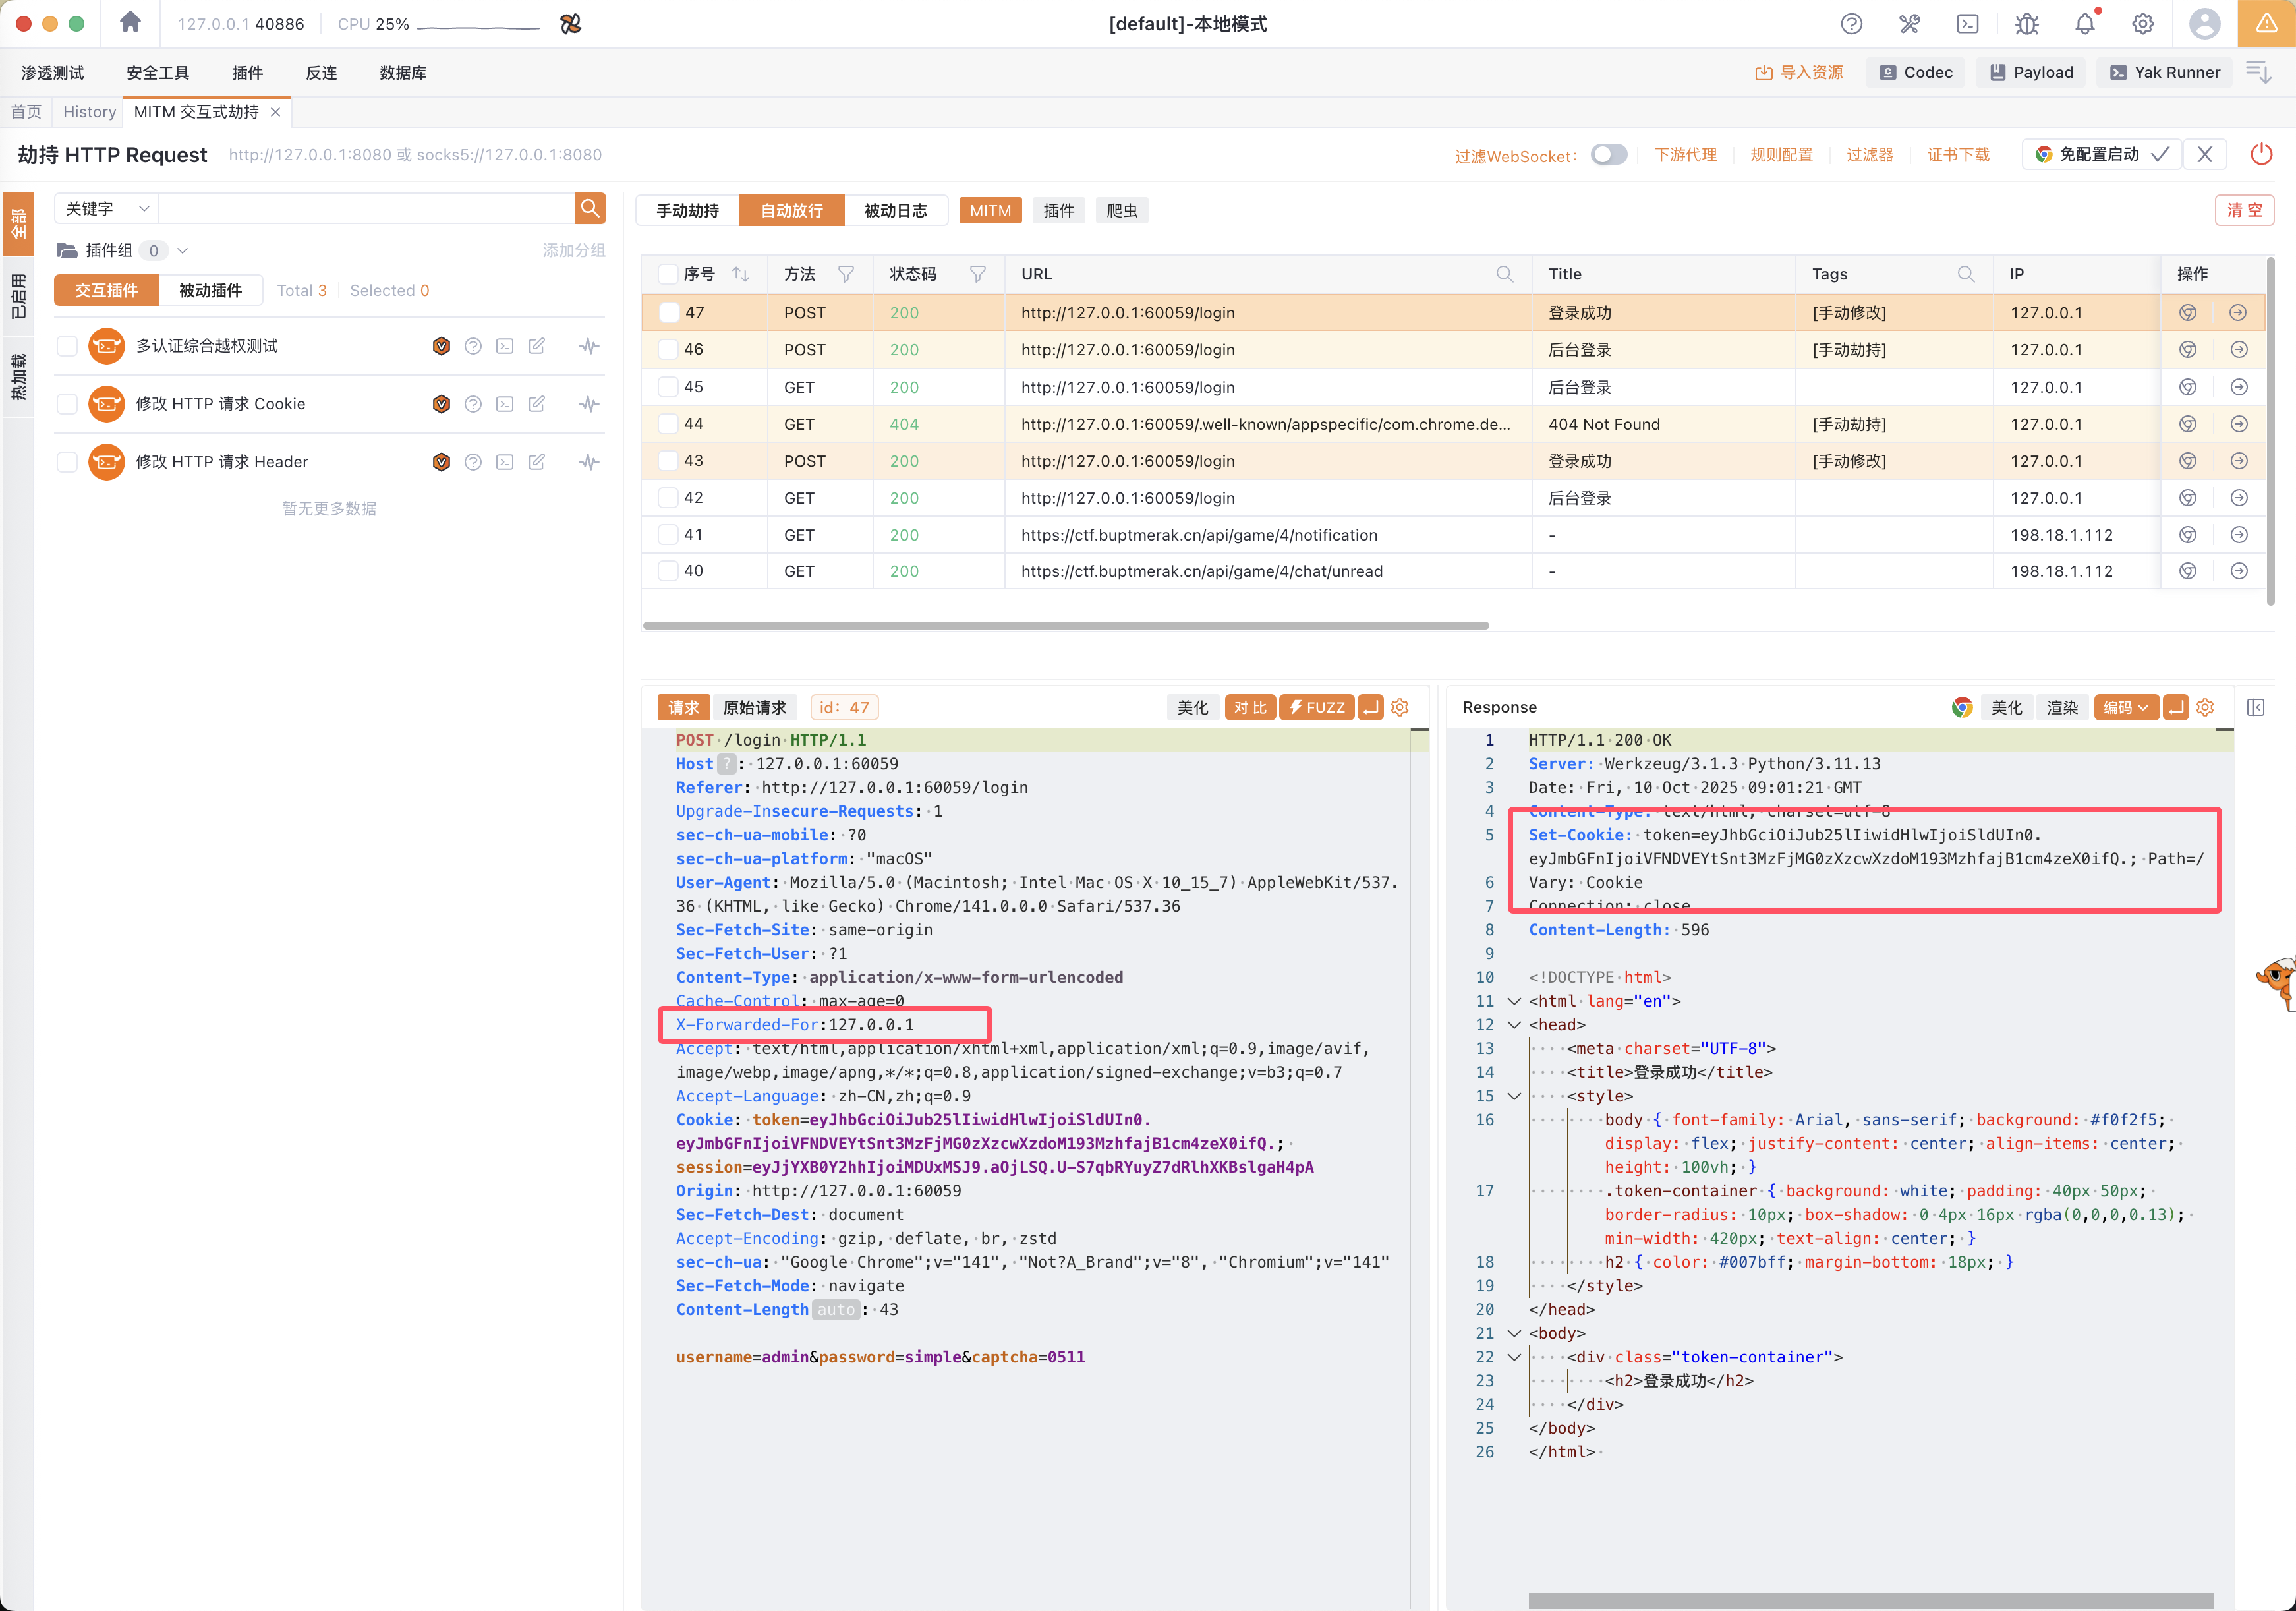 127.0.0.1 40886 CPU 25% [default]-本地模式
渗透测试 安全工具 插件 反连 数据库 导入资源 Codec Payload Yak Runner
首页 History MITM 交互式劫持
劫持 HTTP Request http://127.0.0.1:8080 或 socks5://127.0.0.1:8080 过滤WebSocket: 下游代理 规则配置 过滤器 证书下载 免配置启动
全部
已启用
热加载
关键字
插件组 0 添加分组
交互插件 被动插件 Total 3 Selected 0
多认证综合越权测试
修改 HTTP 请求 Cookie
修改 HTTP 请求 Header
暂无更多数据
手动劫持 自动放行 被动日志 MITM 插件 爬虫 清 空
序号 方法 状态码 URL Title Tags IP 操作
47 POST 200 http://127.0.0.1:60059/login 登录成功 [手动修改] 127.0.0.1
46 POST 200 http://127.0.0.1:60059/login 后台登录 [手动劫持] 127.0.0.1
45 GET 200 http://127.0.0.1:60059/login 后台登录 127.0.0.1
44 GET 404 http://127.0.0.1:60059/.well-known/appspecific/com.chrome.de... 404 Not Found [手动劫持] 127.0.0.1
43 POST 200 http://127.0.0.1:60059/login 登录成功 [手动修改] 127.0.0.1
42 GET 200 http://127.0.0.1:60059/login 后台登录 127.0.0.1
41 GET 200 https://ctf.buptmerak.cn/api/game/4/notification - 198.18.1.112
40 GET 200 https://ctf.buptmerak.cn/api/game/4/chat/unread - 198.18.1.112
请求 原始请求 id: 47 美化 对 比 FUZZ
POST /login HTTP/1.1
Host ? : 127.0.0.1:60059
Referer: http://127.0.0.1:60059/login
Upgrade-Insecure-Requests: 1
sec-ch-ua-mobile: ?0
sec-ch-ua-platform: "macOS"
User-Agent: Mozilla/5.0 (Macintosh; Intel Mac OS X 10_15_7) AppleWebKit/537.
36 (KHTML, like Gecko) Chrome/141.0.0.0 Safari/537.36
Sec-Fetch-Site: same-origin
Sec-Fetch-User: ?1
Content-Type: application/x-www-form-urlencoded
Cache-Control: max-age=0
X-Forwarded-For:127.0.0.1
Accept: text/html,application/xhtml+xml,application/xml;q=0.9,image/avif,
image/webp,image/apng,*/*;q=0.8,application/signed-exchange;v=b3;q=0.7
Accept-Language: zh-CN,zh;q=0.9
Cookie: token=eyJhbGciOiJub25lIiwidHlwIjoiSldUIn0.
eyJmbGFnIjoiVFNDVEYtSnt3MzFjMG0zXzcwXzdoM193MzhfajB1cm4zeX0ifQ.;
session=eyJjYXB0Y2hhIjoiMDUxMSJ9.aOjLSQ.U-S7qbRYuyZ7dRlhXKBslgaH4pA
Origin: http://127.0.0.1:60059
Sec-Fetch-Dest: document
Accept-Encoding: gzip, deflate, br, zstd
sec-ch-ua: "Google Chrome";v="141", "Not?A_Brand";v="8", "Chromium";v="141"
Sec-Fetch-Mode: navigate
Content-Length auto : 43
username=admin&password=simple&captcha=0511
Response 美化 渲染 编码
1 HTTP/1.1 200 OK
2 Server: Werkzeug/3.1.3 Python/3.11.13
3 Date: Fri, 10 Oct 2025 09:01:21 GMT
4 Content-Type: text/html; charset=utf-8
5 Set-Cookie: token=eyJhbGciOiJub25lIiwidHlwIjoiSldUIn0.
eyJmbGFnIjoiVFNDVEYtSnt3MzFjMG0zXzcwXzdoM193MzhfajB1cm4zeX0ifQ.; Path=/
6 Vary: Cookie
7 Connection: close
8 Content-Length: 596
9
10 <!DOCTYPE html>
11 <html lang="en">
12 <head>
13 <meta charset="UTF-8">
14 <title>登录成功</title>
15 <style>
16 body { font-family: Arial, sans-serif; background: #f0f2f5;
display: flex; justify-content: center; align-items: center;
height: 100vh; }
17 .token-container { background: white; padding: 40px 50px;
border-radius: 10px; box-shadow: 0 4px 16px rgba(0,0,0,0.13);
min-width: 420px; text-align: center; }
18 h2 { color: #007bff; margin-bottom: 18px; }
19 </style>
20 </head>
21 <body>
22 <div class="token-container">
23 <h2>登录成功</h2>
24 </div>
25 </body>
26 </html>